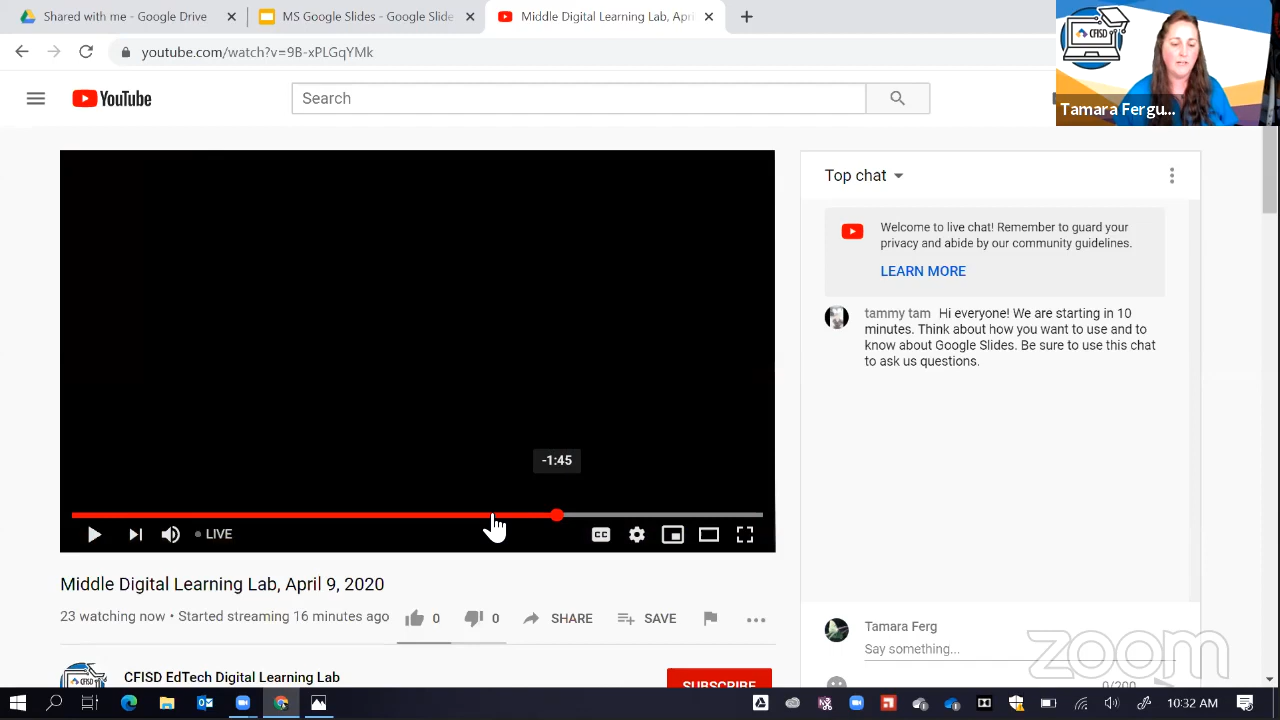 Shared with me - Google Drive
MS Google Slides - Google Slide
Middle Digital Learning Lab, Apri
youtube.com/watch?v=9B-xPLGqYMk
CFISD
Tamara Fergu...
YouTube
Search
Top chat
Welcome to live chat! Remember to guard your
privacy and abide by our community guidelines.
LEARN MORE
tammy tam Hi everyone! We are starting in 10
minutes. Think about how you want to use and to
know about Google Slides. Be sure to use this chat
to ask us questions.
-1:45
LIVE
CC
Middle Digital Learning Lab, April 9, 2020
23 watching now • Started streaming 16 minutes ago
0
0
SHARE
SAVE
Tamara Ferg
Say something...
0/200
zoom
CFISD EdTech Digital Learning Lab
SUBSCRIBE
10:32 AM